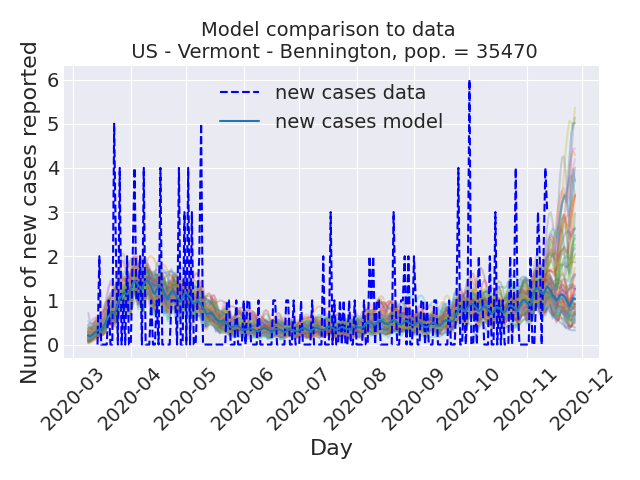 Model comparison to data
US - Vermont - Bennington, pop. = 35470
Number of new cases reported
6
5
4
3
2
1
0
new cases data
new cases model
2020-03
2020-04
2020-05
2020-06
2020-07
2020-08
2020-09
2020-10
2020-11
2020-12
Day